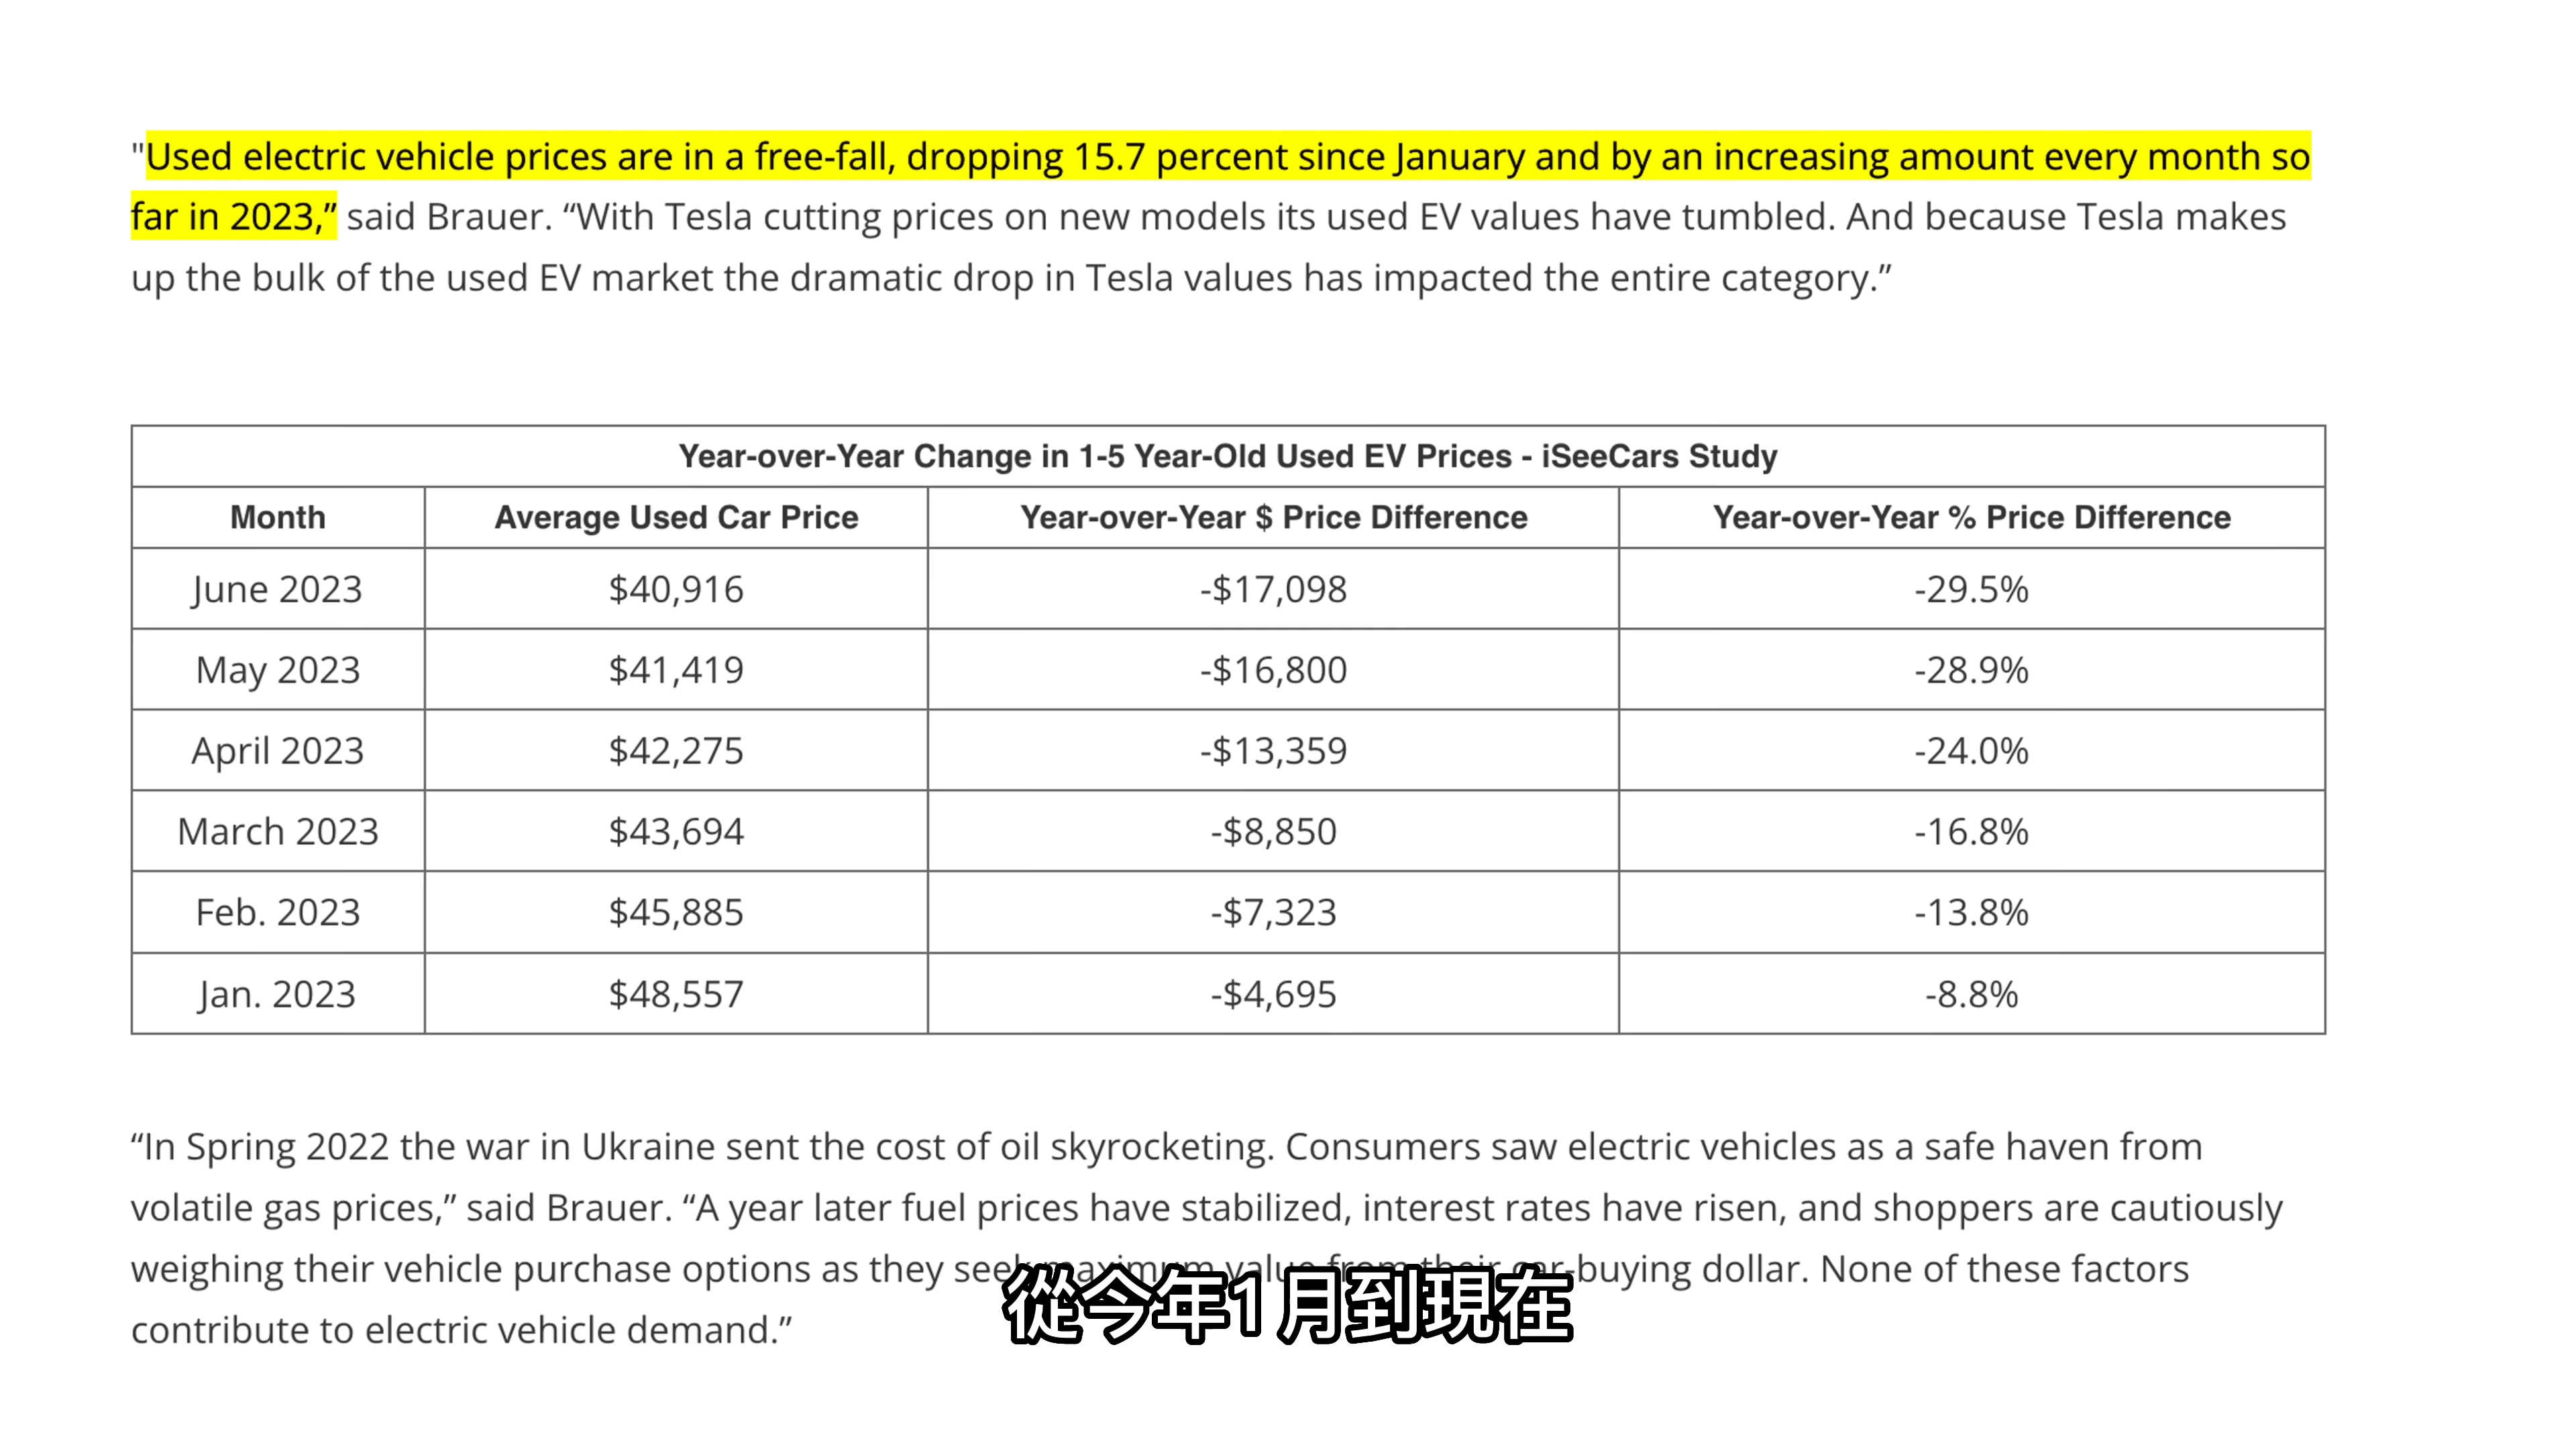 "Used electric vehicle prices are in a free-fall, dropping 15.7 percent since January and by an increasing amount every month so
far in 2023,” said Brauer. “With Tesla cutting prices on new models its used EV values have tumbled. And because Tesla makes
up the bulk of the used EV market the dramatic drop in Tesla values has impacted the entire category.”
Year-over-Year Change in 1-5 Year-Old Used EV Prices - iSeeCars Study
Month Average Used Car Price Year-over-Year $ Price Difference Year-over-Year % Price Difference
June 2023 $40,916 -$17,098 -29.5%
May 2023 $41,419 -$16,800 -28.9%
April 2023 $42,275 -$13,359 -24.0%
March 2023 $43,694 -$8,850 -16.8%
Feb. 2023 $45,885 -$7,323 -13.8%
Jan. 2023 $48,557 -$4,695 -8.8%
“In Spring 2022 the war in Ukraine sent the cost of oil skyrocketing. Consumers saw electric vehicles as a safe haven from
volatile gas prices,” said Brauer. “A year later fuel prices have stabilized, interest rates have risen, and shoppers are cautiously
weighing their vehicle purchase options as they seek maximum value from their car-buying dollar. None of these factors
contribute to electric vehicle demand.”
從今年1月到現在